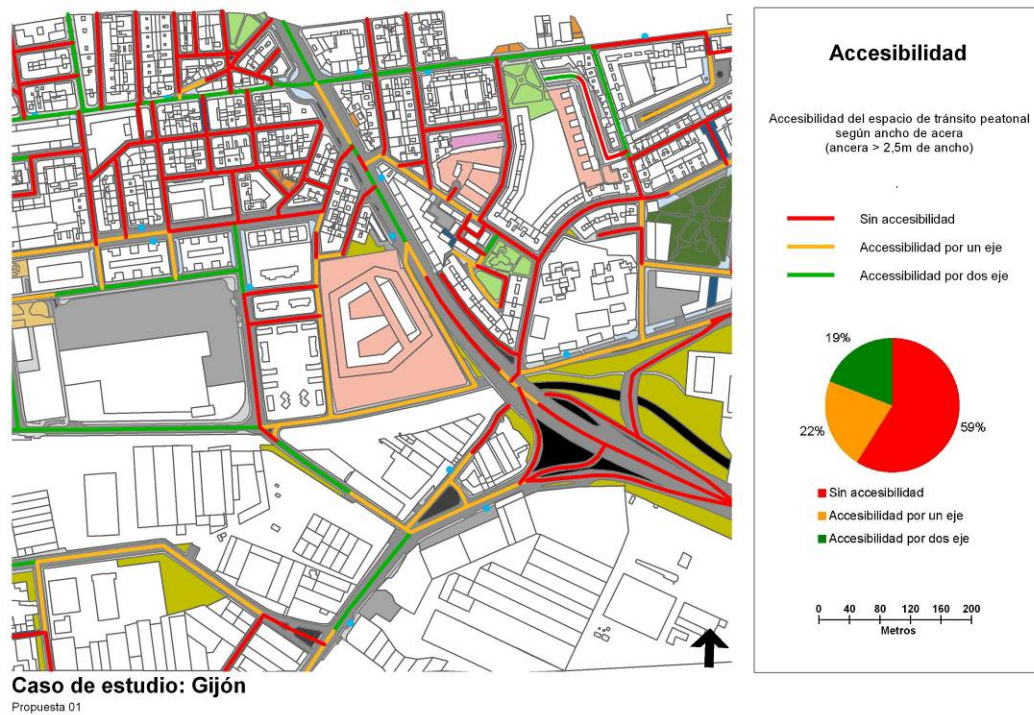 Accesibilidad
Accesibilidad del espacio de tránsito peatonal
según ancho de acera
(ancera > 2,5m de ancho)
Sin accesibilidad
Accessibilidad por un eje
Accessibilidad por dos eje
19%
22%
59%
Sin accesibilidad
Accesibilidad por un eje
Accesibilidad por dos eje
0 40 80 120 160 200
Metros
Caso de estudio: Gijón
Propuesta 01